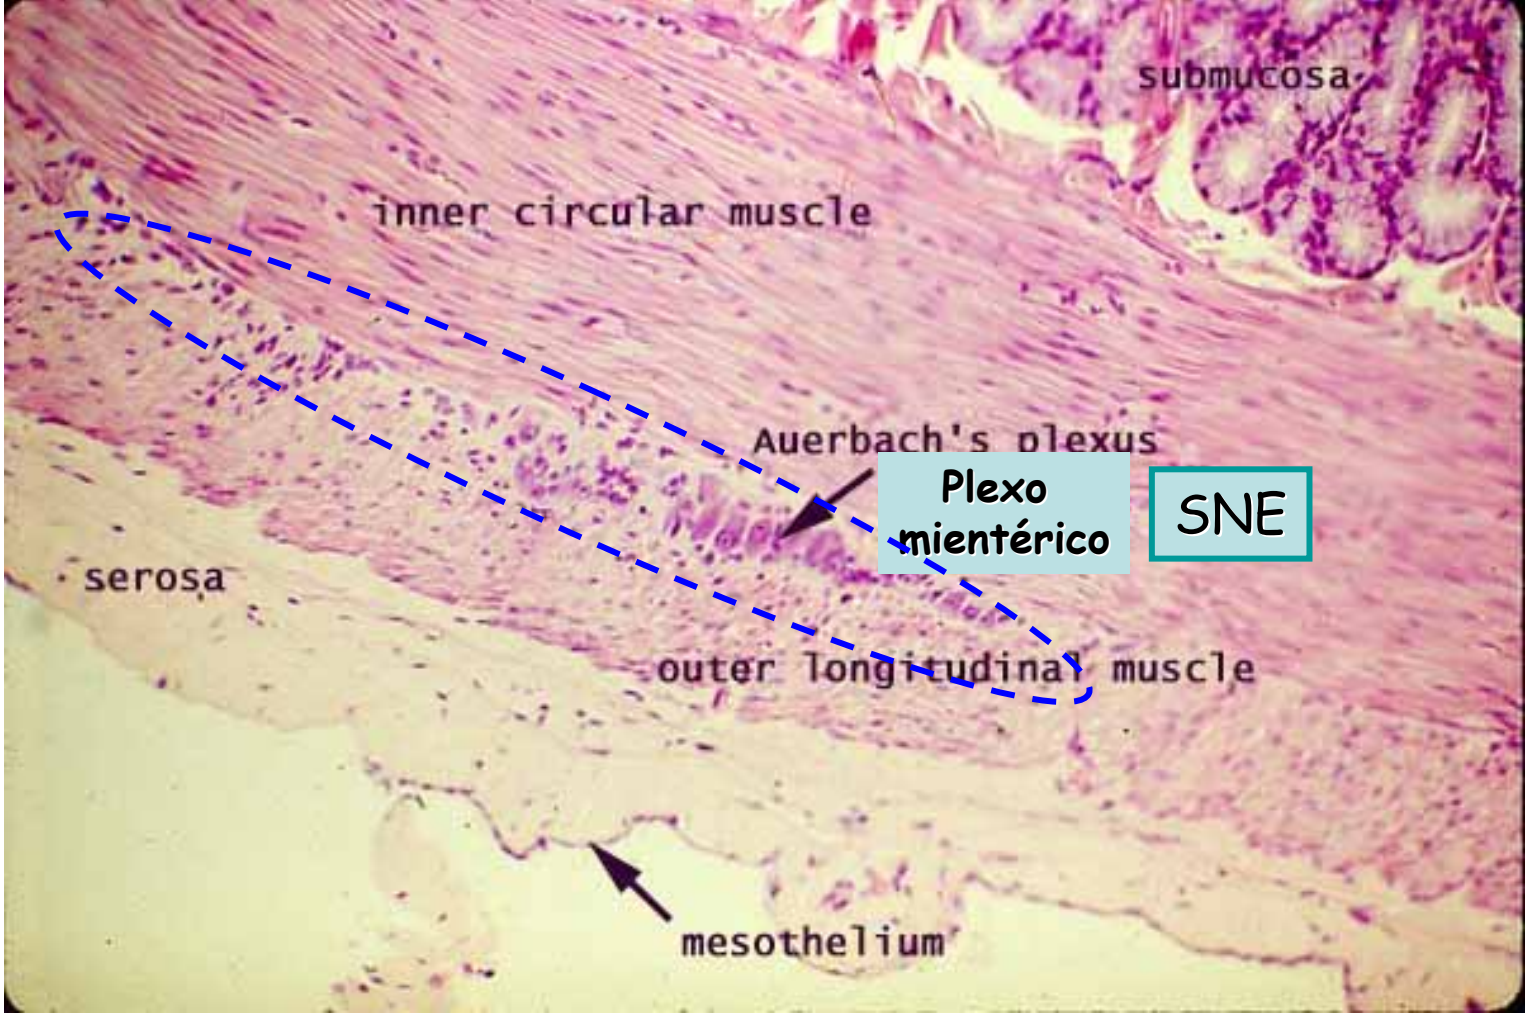 submucosa
inner circular muscle
Auerbach's plexus
Plexo
mientérico
SNE
serosa
outer longitudinal muscle
mesothelium